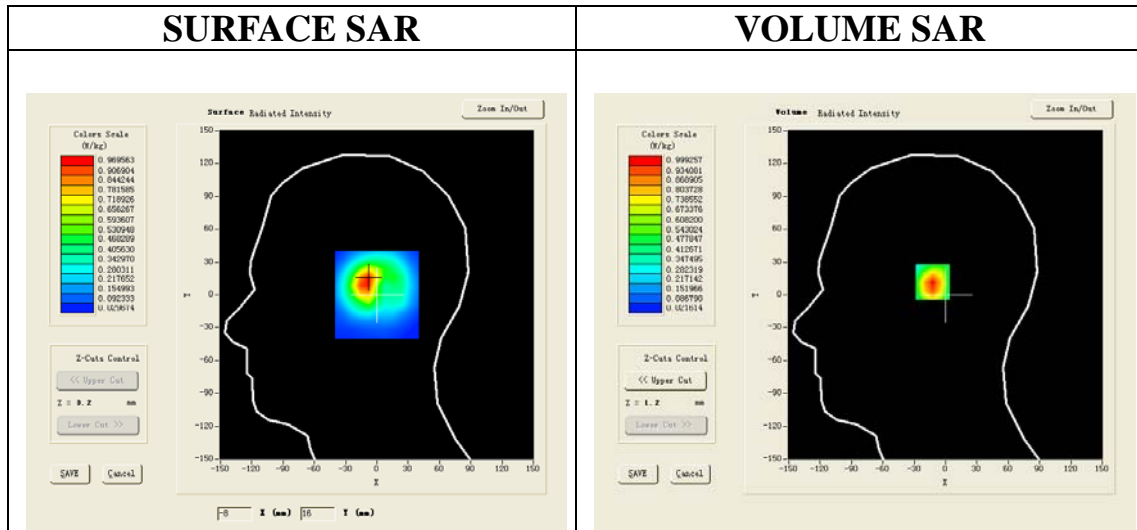 SURFACE SAR
VOLUME SAR
Surface Radiated Intensity
Zoom In/Out
Colors Scale
(W/kg)
0.969563
0.906904
0.844244
0.781585
0.718926
0.656267
0.593607
0.530948
0.468289
0.405630
0.342970
0.280311
0.217652
0.154993
0.092333
0.029674
150
120
90
60
30
0
-30
-60
-90
-120
-150
Y
-150 -120 -90 -60 -30 0 30 60 90 120 150
X
Z-Cuts Control
<< Upper Cut
Z = 0.2 mm
Lower Cut >>
SAVE Cancel
-8 X (mm) 16 Y (mm)
Volume Radiated Intensity
Zoom In/Out
Colors Scale
(W/kg)
0.999257
0.934081
0.868905
0.803728
0.738552
0.673376
0.608200
0.543024
0.477847
0.412671
0.347495
0.282319
0.217142
0.151966
0.086790
0.021614
150
120
90
60
30
0
-30
-60
-90
-120
-150
Y
-150 -120 -90 -60 -30 0 30 60 90 120 150
X
Z-Cuts Control
<< Upper Cut
Z = 1.2 mm
Lower Cut >>
SAVE Cancel